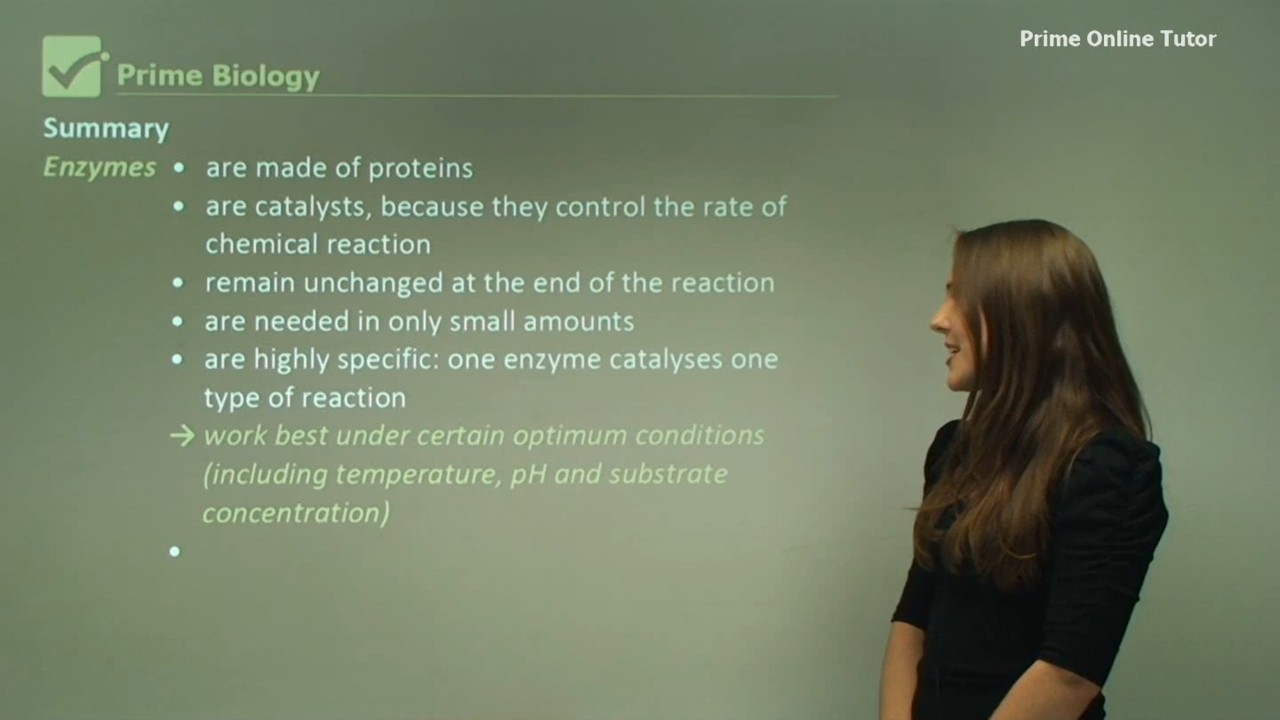 Prime Online Tutor
Prime Biology
Summary
Enzymes • are made of proteins
• are catalysts, because they control the rate of
chemical reaction
• remain unchanged at the end of the reaction
• are needed in only small amounts
• are highly specific: one enzyme catalyses one
type of reaction
→ work best under certain optimum conditions
(including temperature, pH and substrate
concentration)
•